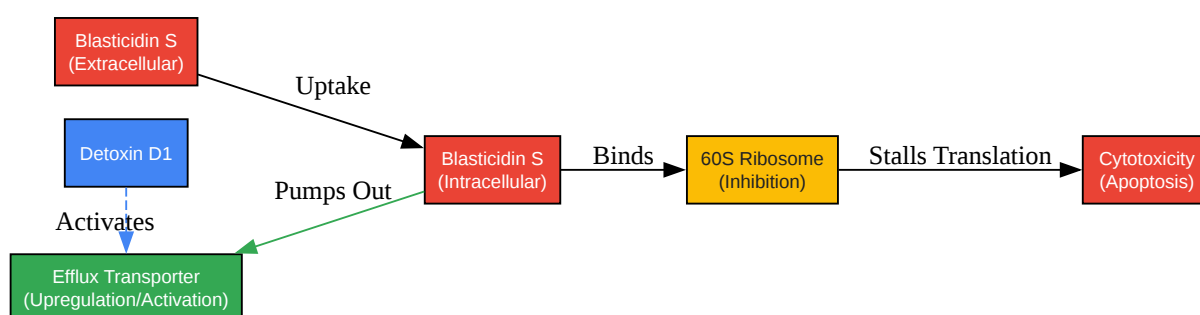 Blasticidin S
(Extracellular)
Uptake
Detoxin D1
Blasticidin S
(Intracellular)
Binds
60S Ribosome
(Inhibition)
Stalls Translation
Cytotoxicity
(Apoptosis)
Pumps Out
Activates
Efflux Transporter
(Upregulation/Activation)